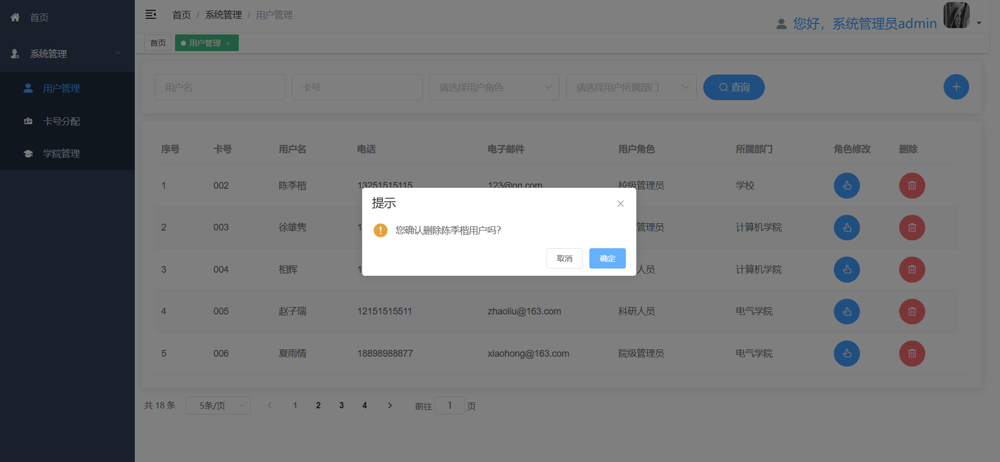 首页
系统管理
用户管理
卡号分配
学院管理
首页 / 系统管理 / 用户管理
您好，系统管理员admin
首页
用户管理 ×
用户名
卡号
请选择用户角色
请选择用户所属部门
查询
序号 卡号 用户名 电话 电子邮件 用户角色 所属部门 角色修改 删除
1 002 陈季楷 13251515115 123@qq.com 校级管理员 学校
2 003 徐雄隽 1 管理员 计算机学院
3 004 相辉 1 人员 计算机学院
4 005 赵子瑞 12151515511 zhaoliu@163.com 科研人员 电气学院
5 006 夏雨情 18898988877 xiaohong@163.com 院级管理员 电气学院
提示
您确认删除陈季楷用户吗?
取消
确定
共 18 条 5条/页 1 2 3 4 前往 1 页